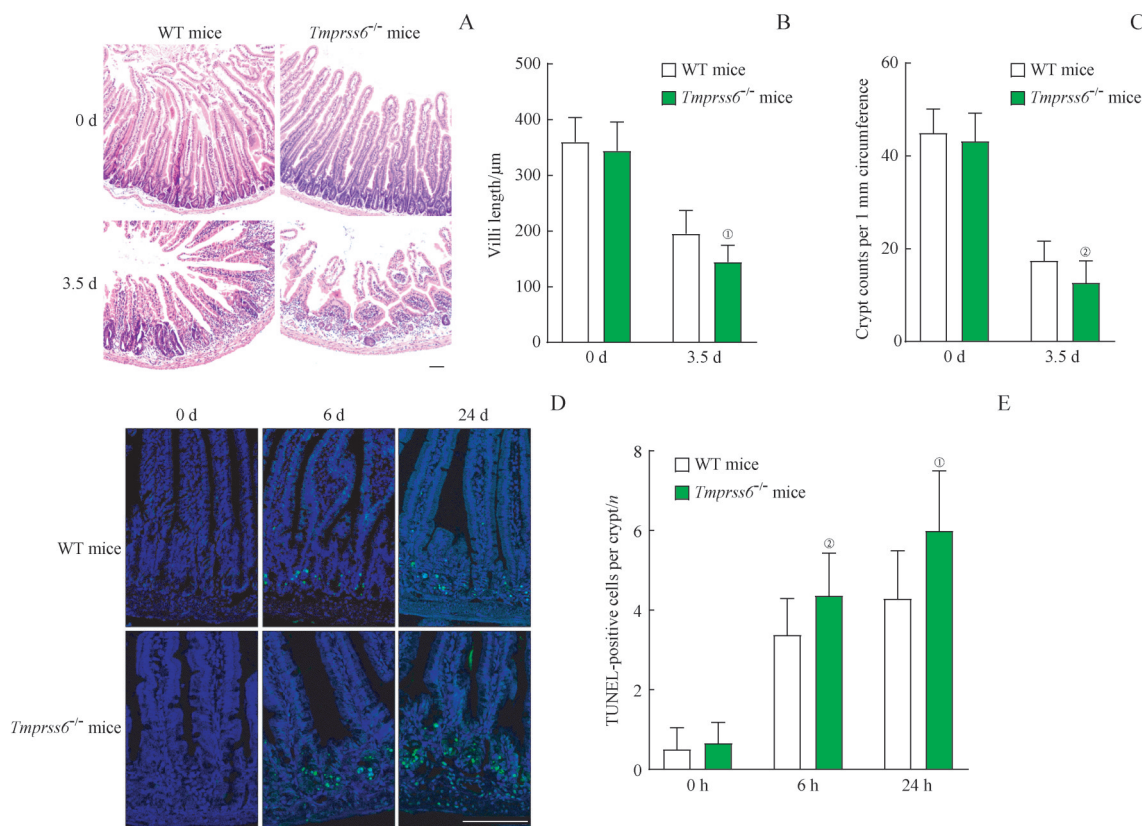 A
WT mice
Tmprss6⁻/⁻ mice
0 d
3.5 d
B
500
400
300
200
100
0
Villi length/μm
WT mice
Tmprss6⁻/⁻ mice
①
0 d
3.5 d
C
60
40
20
0
Crypt counts per 1 mm circumference
WT mice
Tmprss6⁻/⁻ mice
②
0 d
3.5 d
D
0 d
6 d
24 d
WT mice
Tmprss6⁻/⁻ mice
E
8
6
4
2
0
TUNEL-positive cells per crypt/n
WT mice
Tmprss6⁻/⁻ mice
②
①
0 h
6 h
24 h